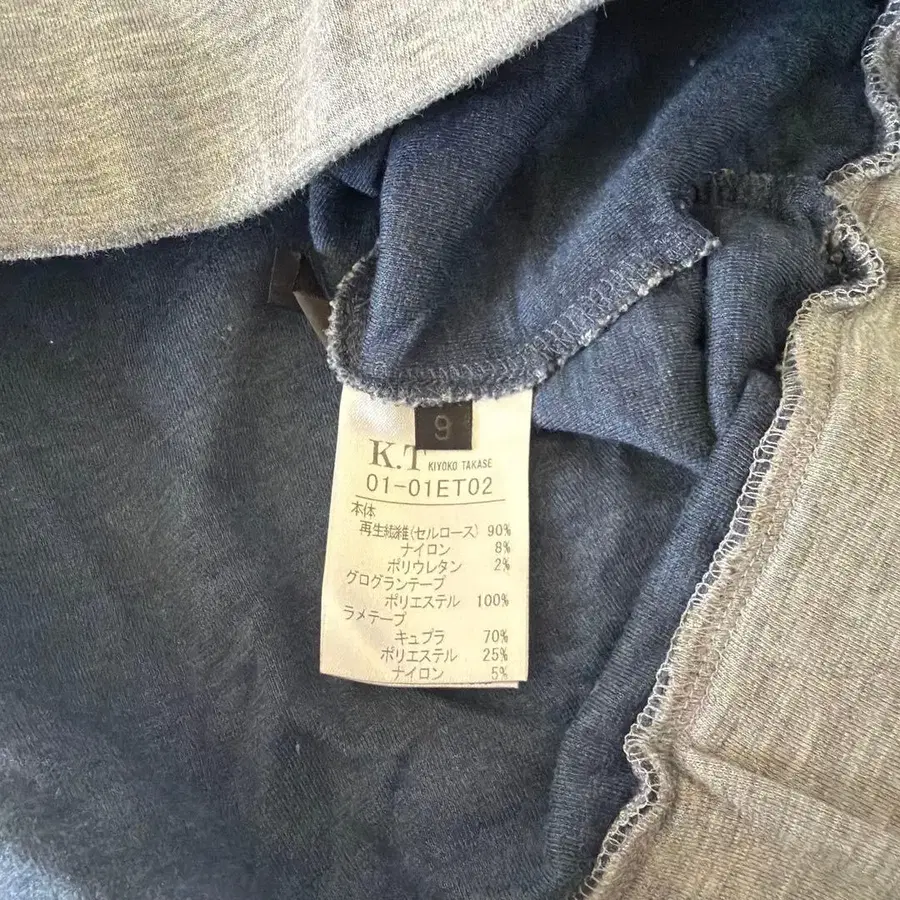 9
K.T KIYOKO TAKASE
01-01ET02
本体
再生繊維(セルロース) 90%
ナイロン 8%
ポリウレタン 2%
グログランテープ
ポリエステル 100%
ラメテープ
キュプラ 70%
ポリエステル 25%
ナイロン 5%